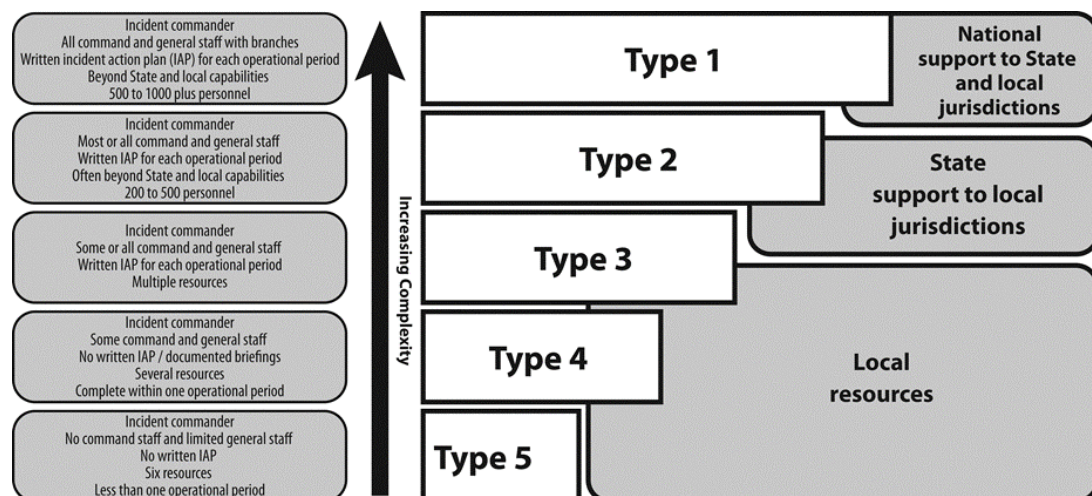 Incident commander
All command and general staff with branches
Written incident action plan (IAP) for each operational period
Beyond State and local capabilities
500 to 1000 plus personnel
Type 1
National
support to State
and local
jurisdictions
Incident commander
Most or all command and general staff
Written IAP for each operational period
Often beyond State and local capabilities
200 to 500 personnel
Type 2
State
support to local
jurisdictions
Increasing Complexity
Incident commander
Some or all command and general staff
Written IAP for each operational period
Multiple resources
Type 3
Incident commander
Some command and general staff
No written IAP / documented briefings
Several resources
Complete within one operational period
Type 4
Local
resources
Incident commander
No command staff and limited general staff
No written IAP
Six resources
Less than one operational period
Type 5